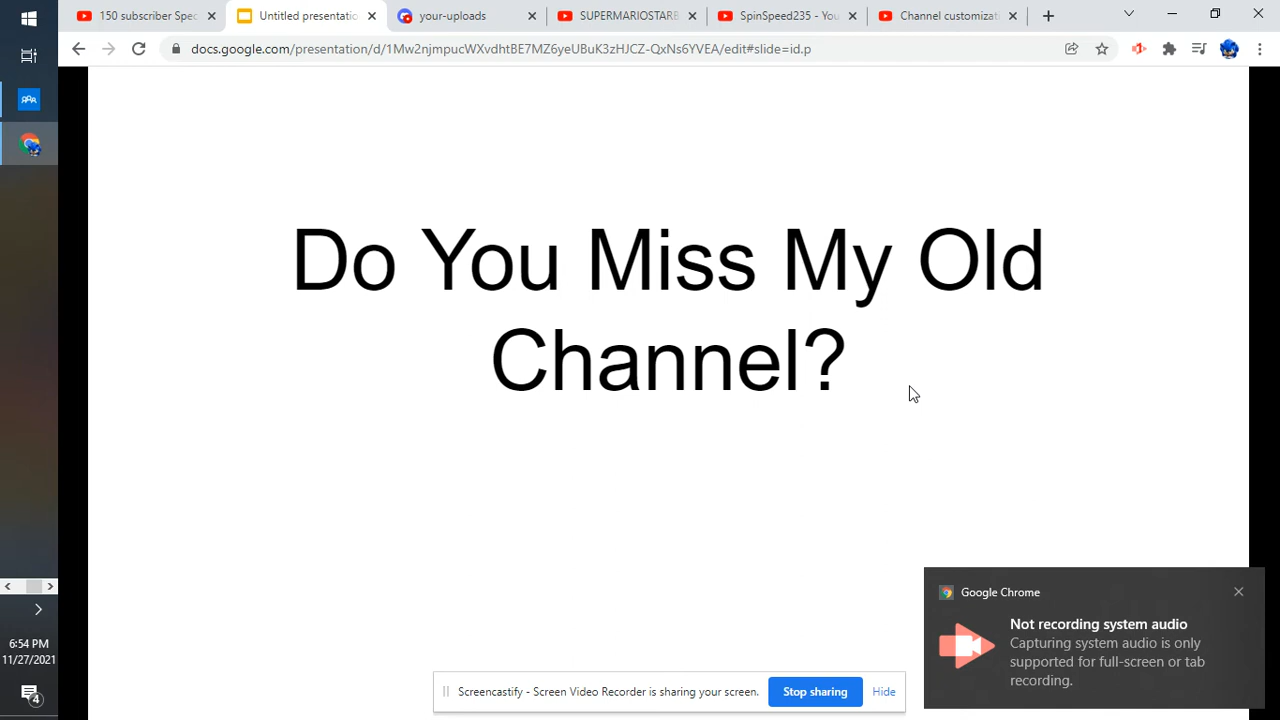 150 subscriber Spec
Untitled presentatio
your-uploads
SUPERMARIOSTARB
SpinSpeed235 - You
Channel customizati
docs.google.com/presentation/d/1Mw2njmpucWXvdhtBE7MZ6yeUBuK3zHJCZ-QxNs6YVEA/edit#slide=id.p
Do You Miss My Old
Channel?
Google Chrome
Not recording system audio
Capturing system audio is only
supported for full-screen or tab
recording.
Screencastify - Screen Video Recorder is sharing your screen.
Stop sharing
Hide
6:54 PM
11/27/2021
4